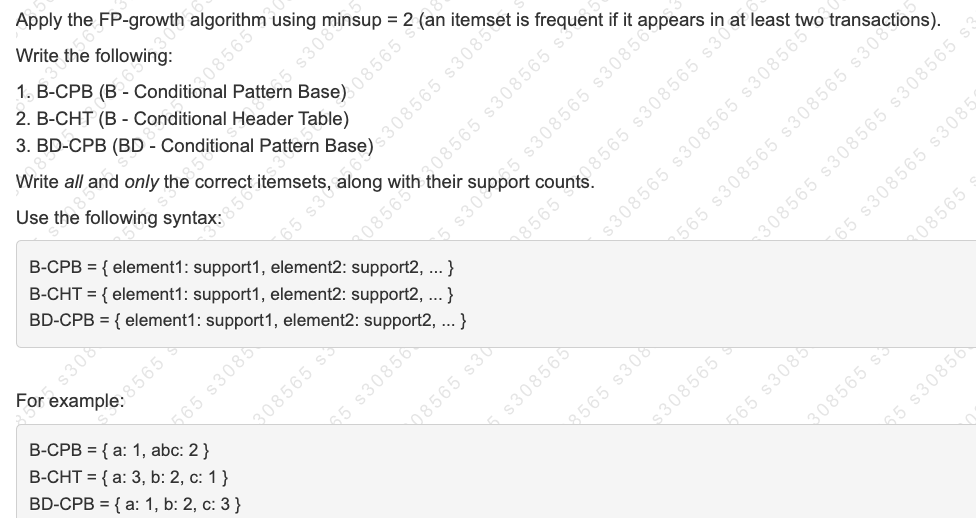 Apply the FP-growth algorithm using minsup = 2 (an itemset is frequent if it appears in at least two transactions).
Write the following:
1. B-CPB (B - Conditional Pattern Base)
2. B-CHT (B - Conditional Header Table)
3. BD-CPB (BD - Conditional Pattern Base)
Write all and only the correct itemsets, along with their support counts.
Use the following syntax:
B-CPB = { element1: support1, element2: support2, ... }
B-CHT = { element1: support1, element2: support2, ... }
BD-CPB = { element1: support1, element2: support2, ... }
For example:
B-CPB = { a: 1, abc: 2 }
B-CHT = { a: 3, b: 2, c: 1 }
BD-CPB = { a: 1, b: 2, c: 3 }